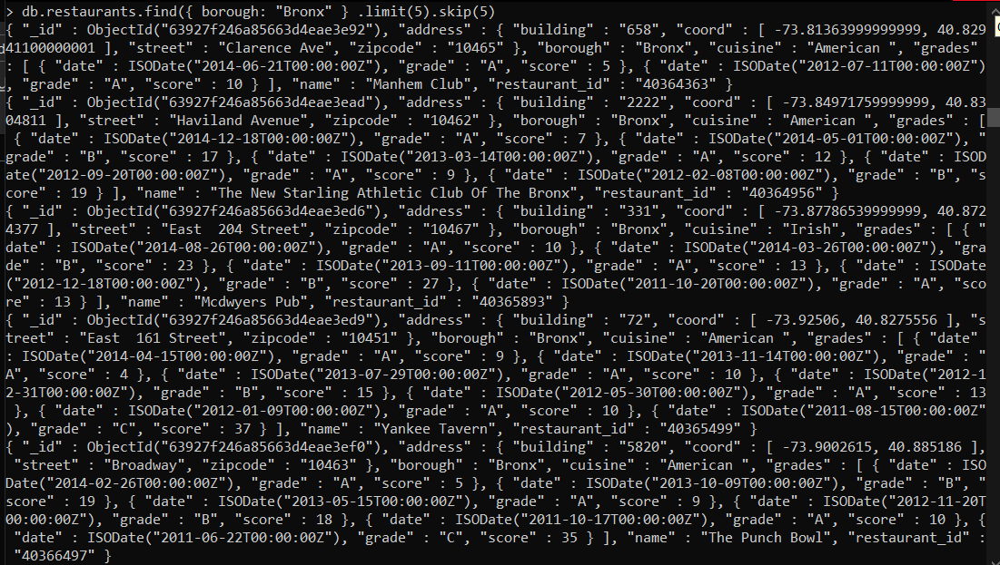 > db.restaurants.find({ borough: "Bronx" } .limit(5).skip(5)
{ "_id" : ObjectId("63927f246a85663d4eae3e92"), "address" : { "building" : "658", "coord" : [ -73.81363999999999, 40.829
41100000001 ], "street" : "Clarence Ave", "zipcode" : "10465" }, "borough" : "Bronx", "cuisine" : "American ", "grades"
: [ { "date" : ISODate("2014-06-21T00:00:00Z"), "grade" : "A", "score" : 5 }, { "date" : ISODate("2012-07-11T00:00:00Z")
, "grade" : "A", "score" : 10 } ], "name" : "Manhem Club", "restaurant_id" : "40364363" }
{ "_id" : ObjectId("63927f246a85663d4eae3ead"), "address" : { "building" : "2222", "coord" : [ -73.84971759999999, 40.83
04811 ], "street" : "Haviland Avenue", "zipcode" : "10462" }, "borough" : "Bronx", "cuisine" : "American ", "grades" : [
{ "date" : ISODate("2014-12-18T00:00:00Z"), "grade" : "A", "score" : 7 }, { "date" : ISODate("2014-05-01T00:00:00Z"), "
grade" : "B", "score" : 17 }, { "date" : ISODate("2013-03-14T00:00:00Z"), "grade" : "A", "score" : 12 }, { "date" : ISOD
ate("2012-09-20T00:00:00Z"), "grade" : "A", "score" : 9 }, { "date" : ISODate("2012-02-08T00:00:00Z"), "grade" : "B", "s
core" : 19 } ], "name" : "The New Starling Athletic Club Of The Bronx", "restaurant_id" : "40364956" }
{ "_id" : ObjectId("63927f246a85663d4eae3ed6"), "address" : { "building" : "331", "coord" : [ -73.87786539999999, 40.872
4377 ], "street" : "East  204 Street", "zipcode" : "10467" }, "borough" : "Bronx", "cuisine" : "Irish", "grades" : [ { "
date" : ISODate("2014-08-26T00:00:00Z"), "grade" : "A", "score" : 10 }, { "date" : ISODate("2014-03-26T00:00:00Z"), "gra
de" : "B", "score" : 23 }, { "date" : ISODate("2013-09-11T00:00:00Z"), "grade" : "A", "score" : 13 }, { "date" : ISODate
("2012-12-18T00:00:00Z"), "grade" : "B", "score" : 27 }, { "date" : ISODate("2011-10-20T00:00:00Z"), "grade" : "A", "sco
re" : 13 } ], "name" : "Mcdwyers Pub", "restaurant_id" : "40365893" }
{ "_id" : ObjectId("63927f246a85663d4eae3ed9"), "address" : { "building" : "72", "coord" : [ -73.92506, 40.8275556 ], "s
treet" : "East  161 Street", "zipcode" : "10451" }, "borough" : "Bronx", "cuisine" : "American ", "grades" : [ { "date"
: ISODate("2014-04-15T00:00:00Z"), "grade" : "A", "score" : 9 }, { "date" : ISODate("2013-11-14T00:00:00Z"), "grade" : "
A", "score" : 4 }, { "date" : ISODate("2013-07-29T00:00:00Z"), "grade" : "A", "score" : 10 }, { "date" : ISODate("2012-1
2-31T00:00:00Z"), "grade" : "B", "score" : 15 }, { "date" : ISODate("2012-05-30T00:00:00Z"), "grade" : "A", "score" : 13
}, { "date" : ISODate("2012-01-09T00:00:00Z"), "grade" : "A", "score" : 10 }, { "date" : ISODate("2011-08-15T00:00:00Z"
), "grade" : "C", "score" : 37 } ], "name" : "Yankee Tavern", "restaurant_id" : "40365499" }
{ "_id" : ObjectId("63927f246a85663d4eae3ef0"), "address" : { "building" : "5820", "coord" : [ -73.9002615, 40.885186 ],
"street" : "Broadway", "zipcode" : "10463" }, "borough" : "Bronx", "cuisine" : "American ", "grades" : [ { "date" : ISO
Date("2014-02-26T00:00:00Z"), "grade" : "A", "score" : 5 }, { "date" : ISODate("2013-10-09T00:00:00Z"), "grade" : "B", "
score" : 19 }, { "date" : ISODate("2013-05-15T00:00:00Z"), "grade" : "A", "score" : 9 }, { "date" : ISODate("2012-11-20T
00:00:00Z"), "grade" : "B", "score" : 18 }, { "date" : ISODate("2011-10-17T00:00:00Z"), "grade" : "A", "score" : 10 }, {
"date" : ISODate("2011-06-22T00:00:00Z"), "grade" : "C", "score" : 35 } ], "name" : "The Punch Bowl", "restaurant_id" :
"40366497" }